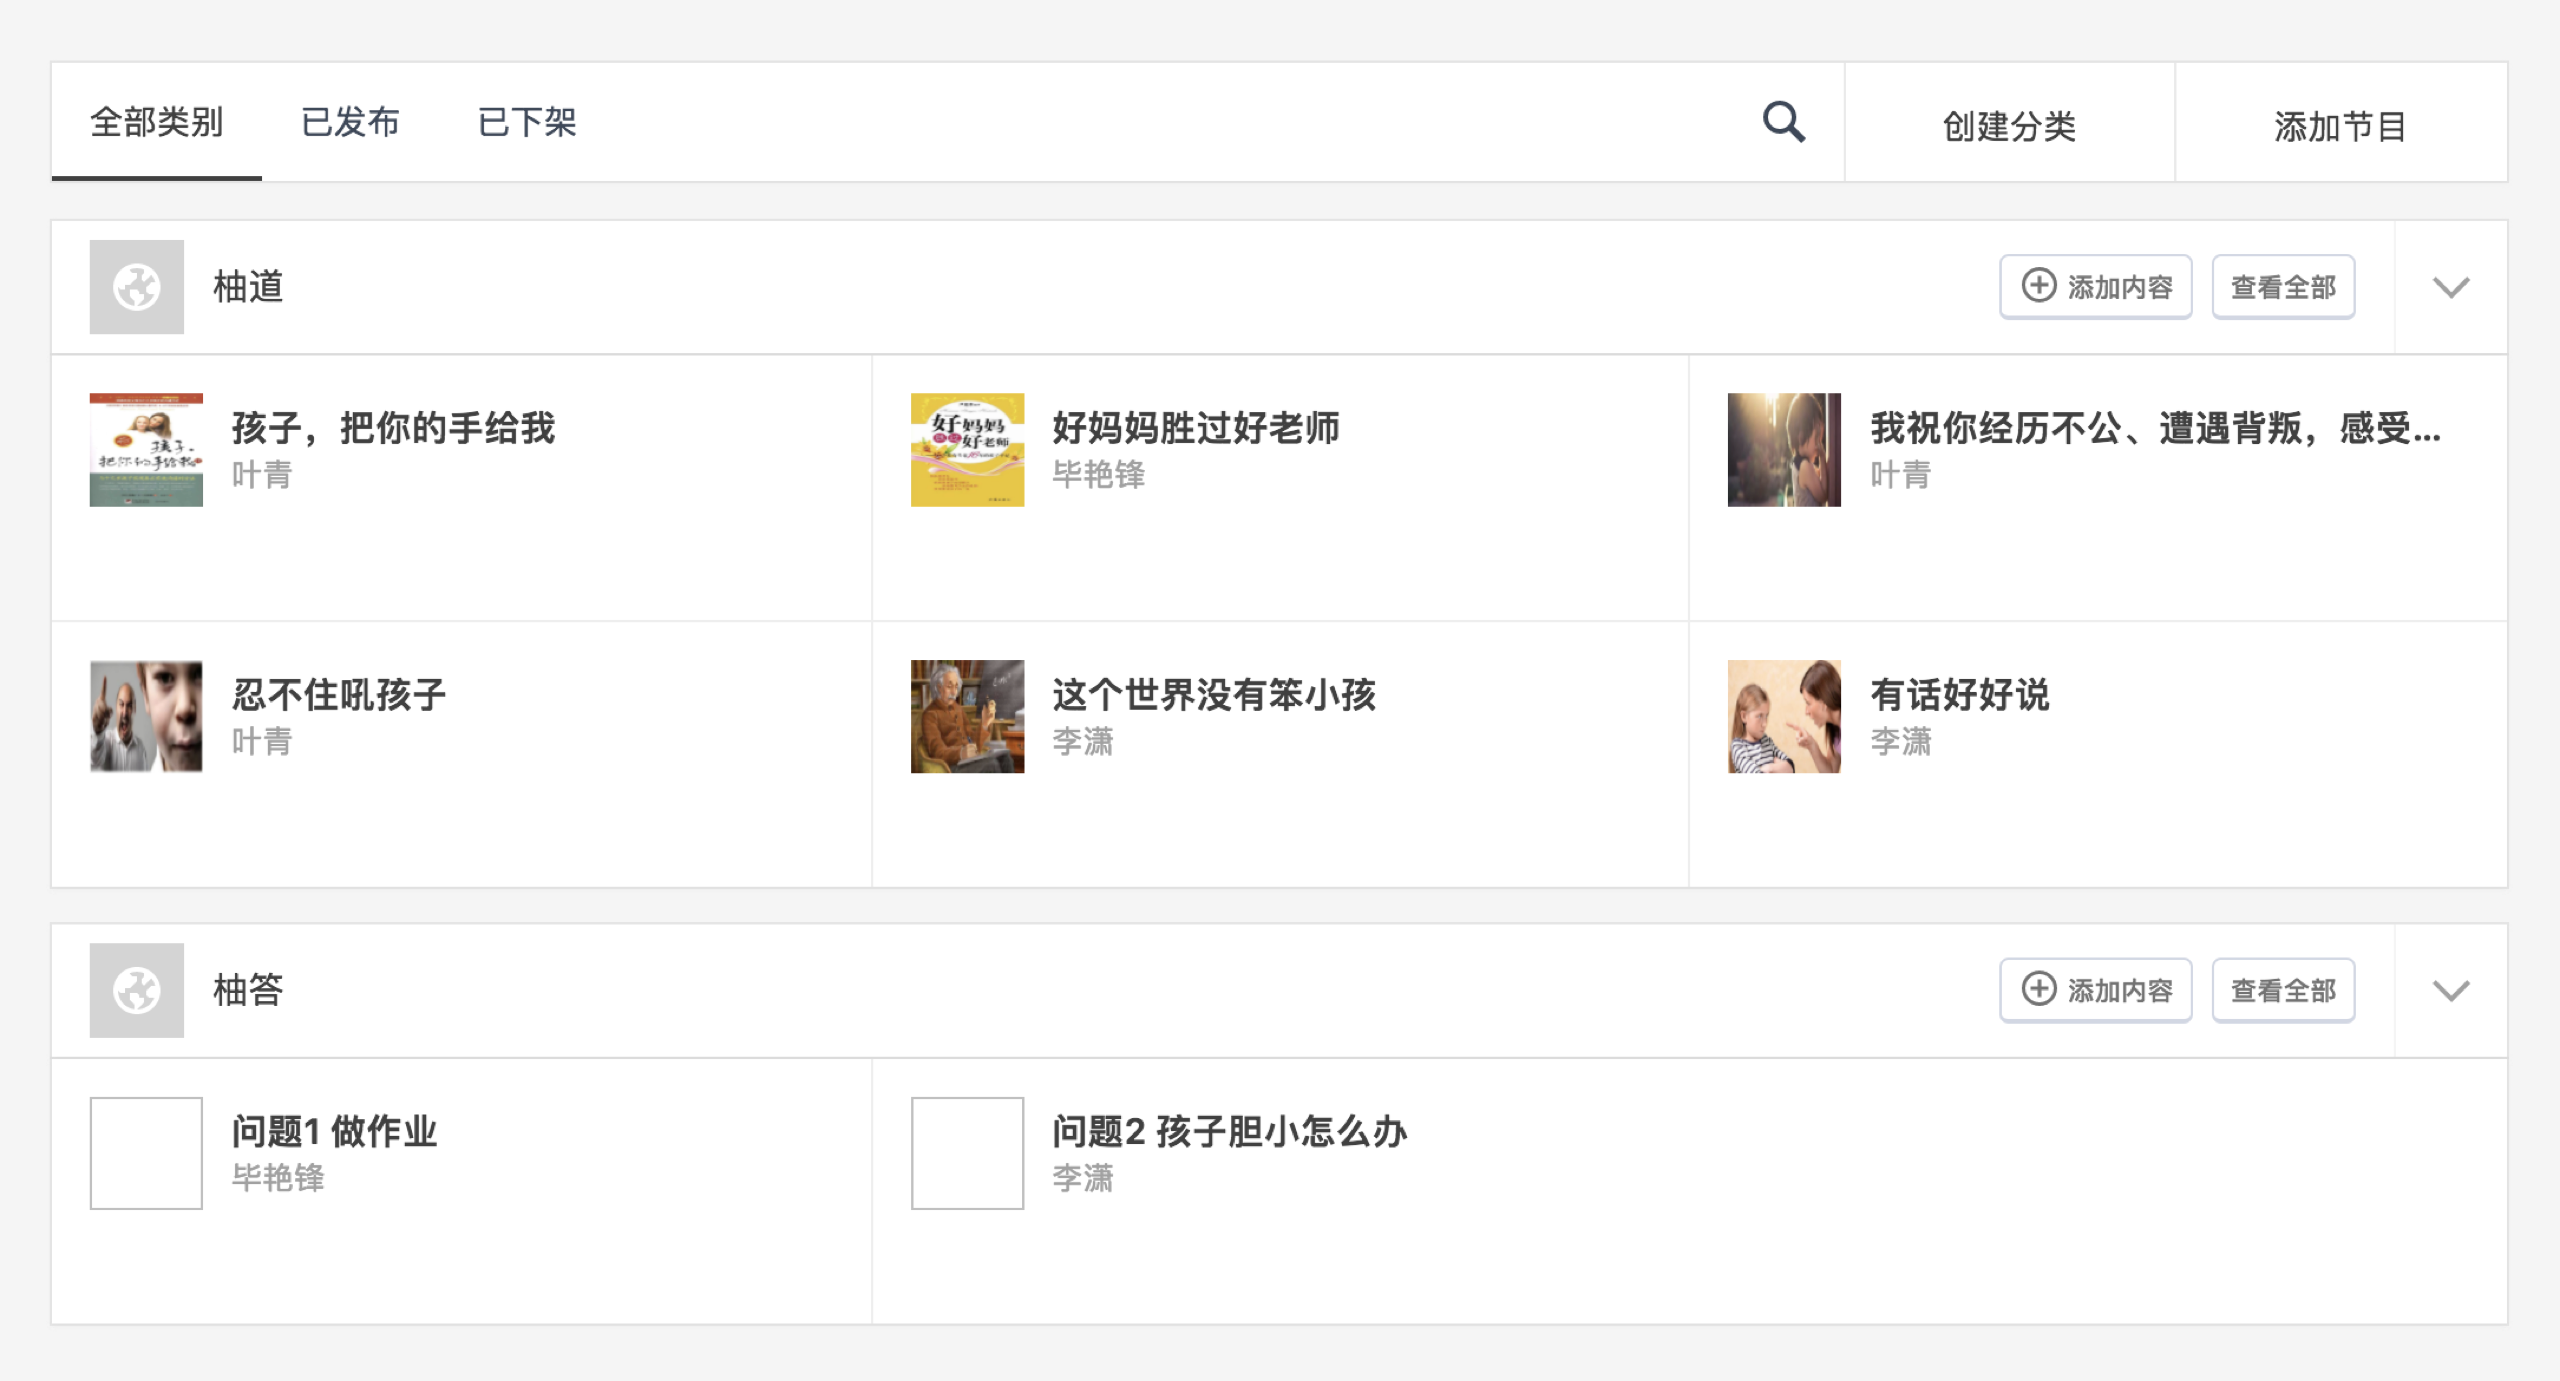 全部类别 已发布 已下架 创建分类 添加节目
柚道 添加内容 查看全部
孩子，把你的手给我
叶青
好妈妈胜过好老师
毕艳锋
我祝你经历不公、遭遇背叛，感受...
叶青
忍不住吼孩子
叶青
这个世界没有笨小孩
李潇
有话好好说
李潇
柚答 添加内容 查看全部
问题1 做作业
毕艳锋
问题2 孩子胆小怎么办
李潇